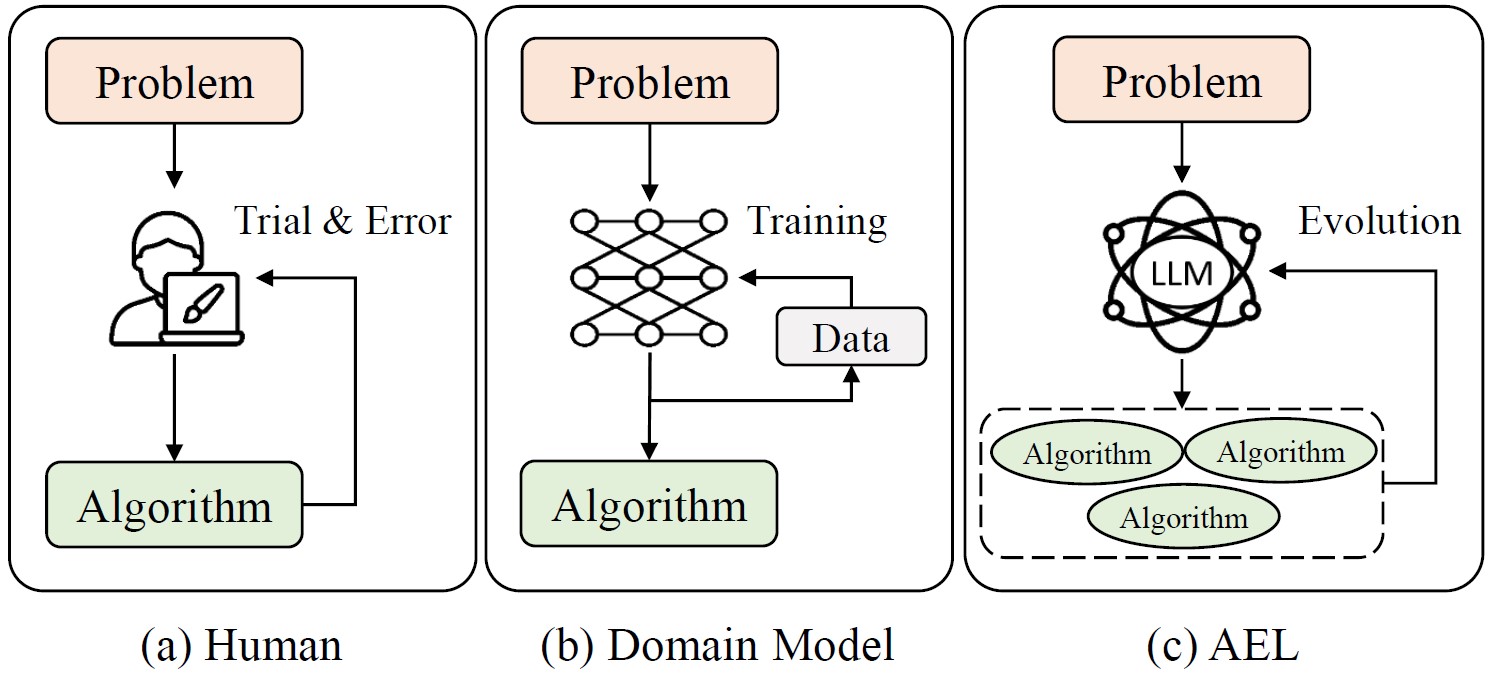 Problem
Trial & Error
Algorithm
(a) Human
Problem
Training
Data
Algorithm
(b) Domain Model
Problem
Evolution
LLM
Algorithm
Algorithm
Algorithm
(c) AEL